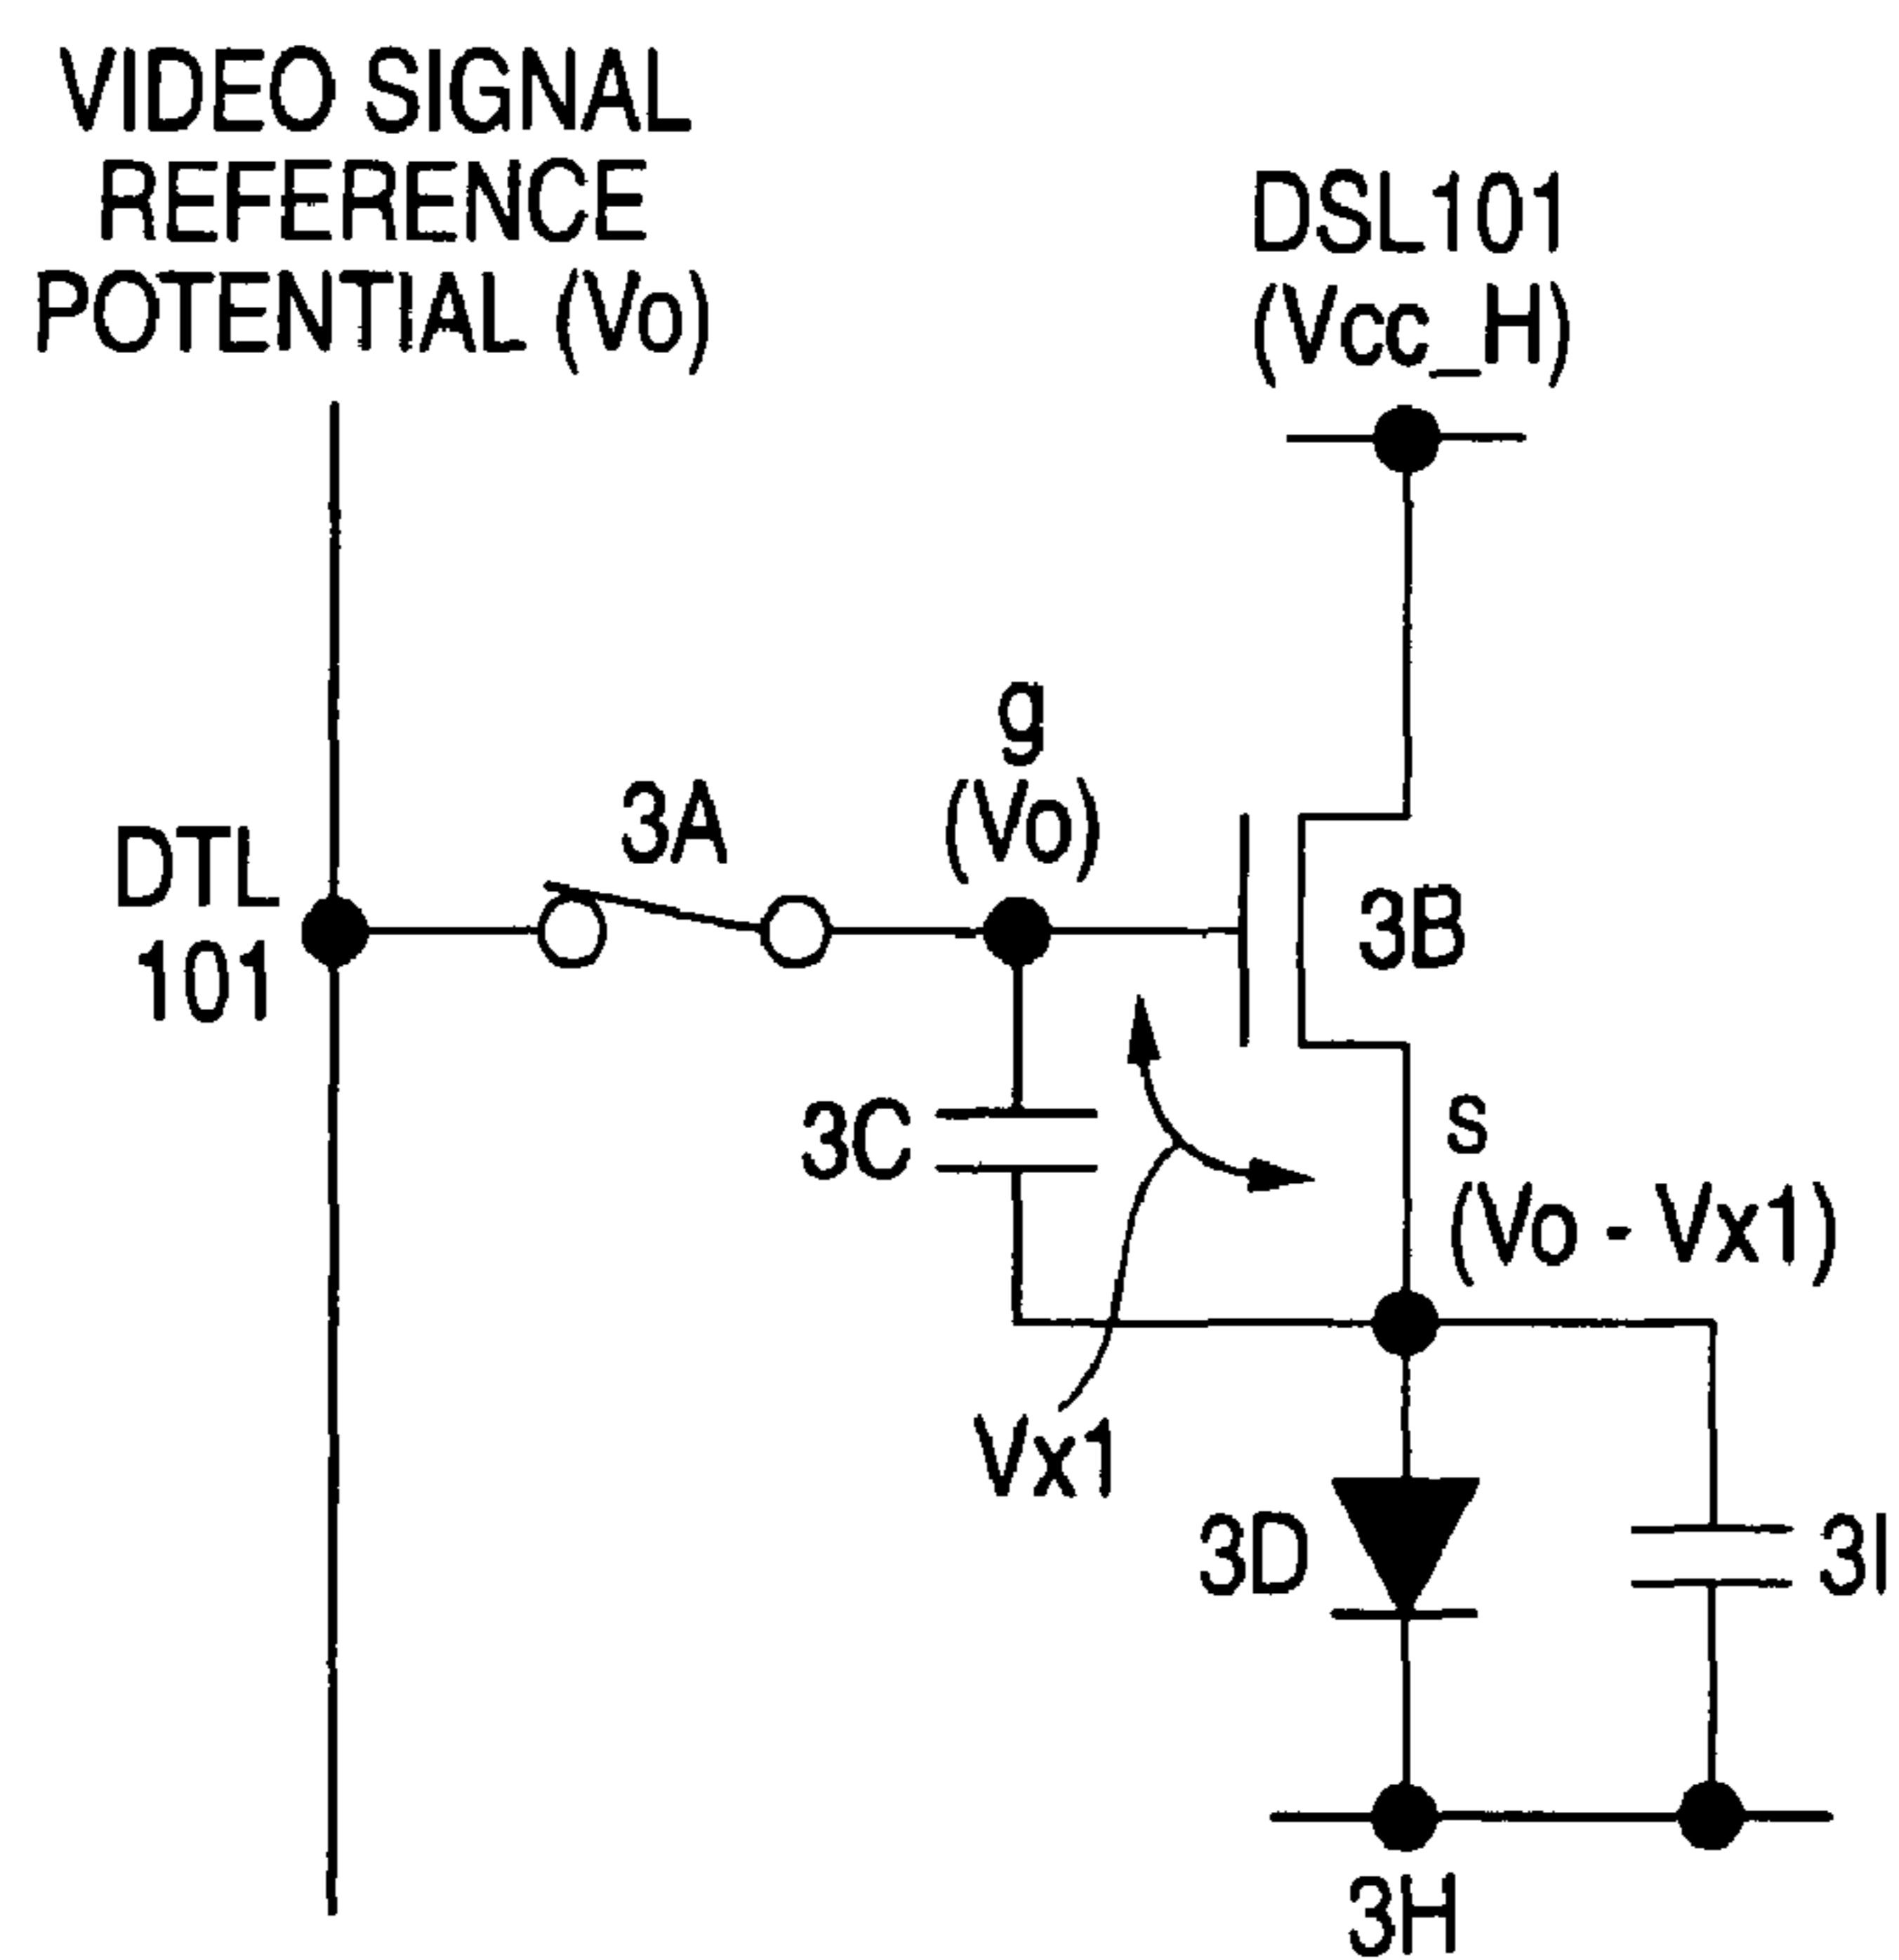 VIDEO SIGNAL
REFERENCE
POTENTIAL (Vo)
DSL101
(Vcc_H)
g
(Vo)
3A
DTL
101
3B
3C
s
(Vo - Vx1)
Vx1
3D
3I
3H